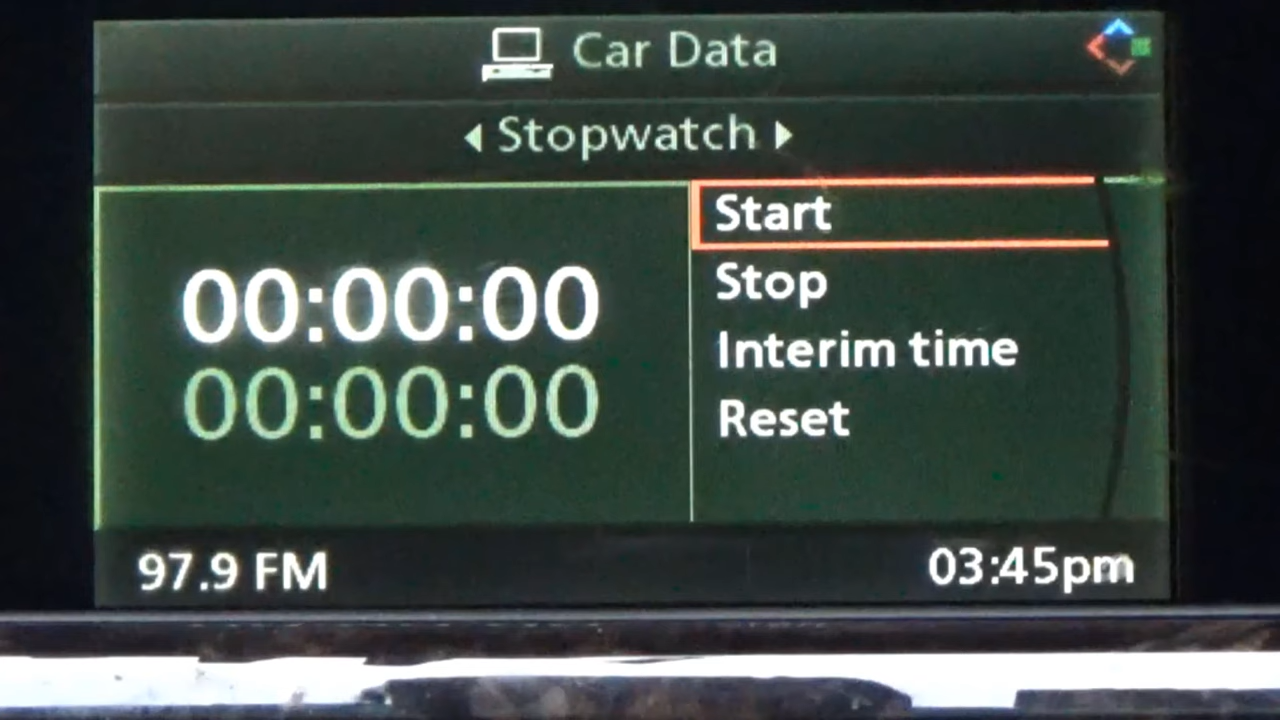 Car Data
Stopwatch
00:00:00
00:00:00
Start
Stop
Interim time
Reset
97.9 FM
03:45pm